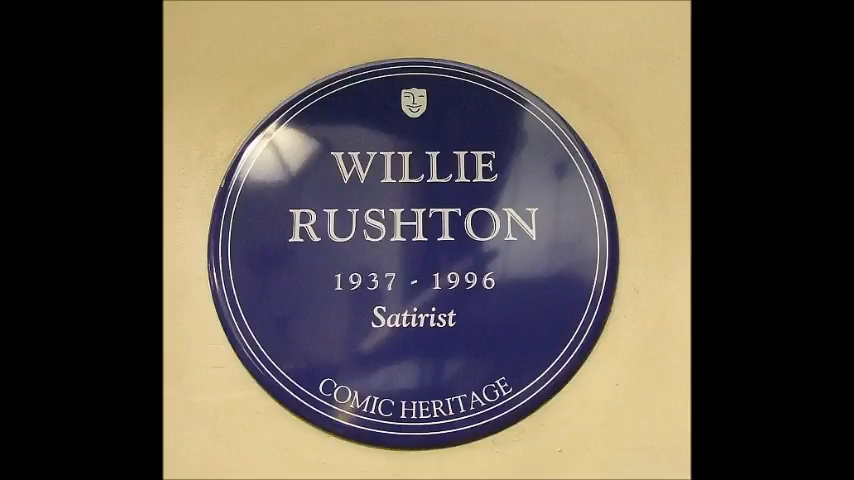 WILLIE
RUSHTON
1937 - 1996
Satirist
COMIC HERITAGE